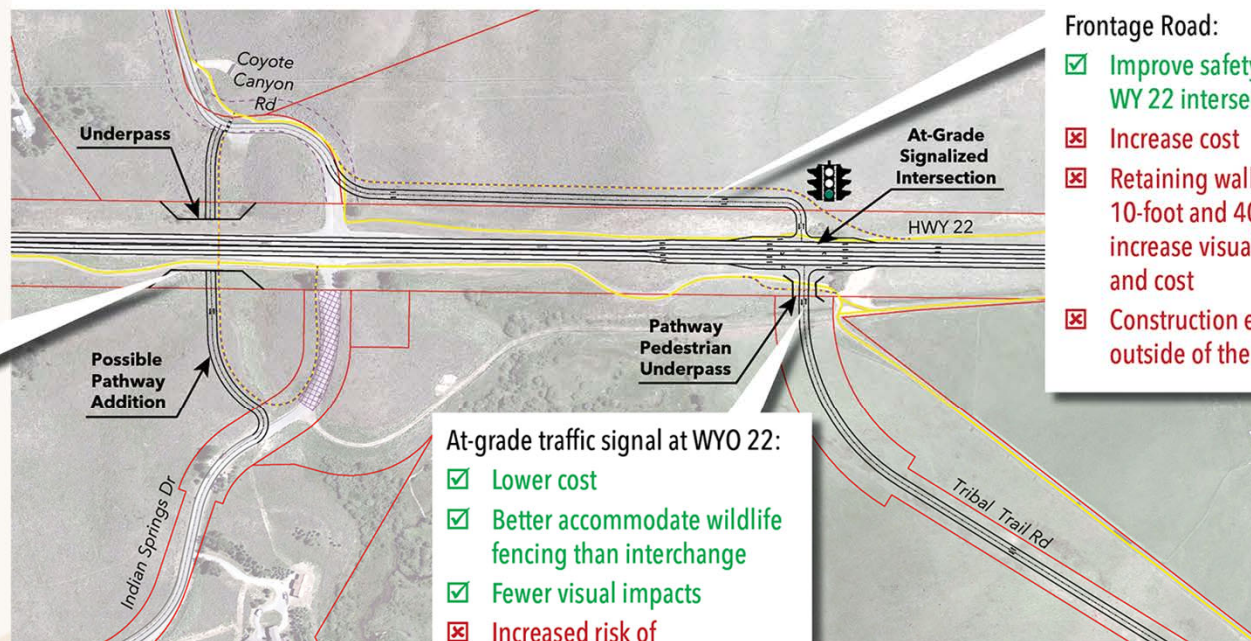 Coyote
Canyon
Rd
Underpass
At-Grade
Signalized
Intersection
HWY 22
Possible
Pathway
Addition
Pathway
Pedestrian
Underpass
Indian Springs Dr
Tribal Trail Rd
Frontage Road:
Improve safety
WY 22 interse
Increase cost
Retaining wall
10-foot and 40
increase visua
and cost
Construction e
outside of the
At-grade traffic signal at WYO 22:
Lower cost
Better accommodate wildlife
fencing than interchange
Fewer visual impacts
Increased risk of